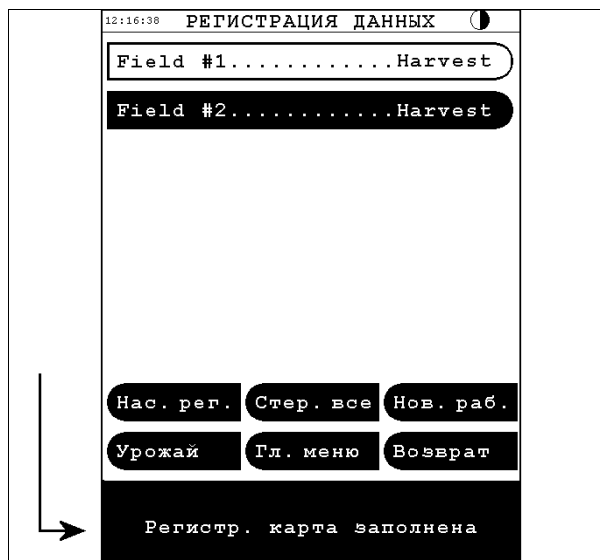 12:16:38 РЕГИСТРАЦИЯ ДАННЫХ
Field #1............Harvest
Field #2............Harvest
Нас. рег. Стер. все Нов. раб.
Урожай Гл. меню Возврат
Регистр. карта заполнена